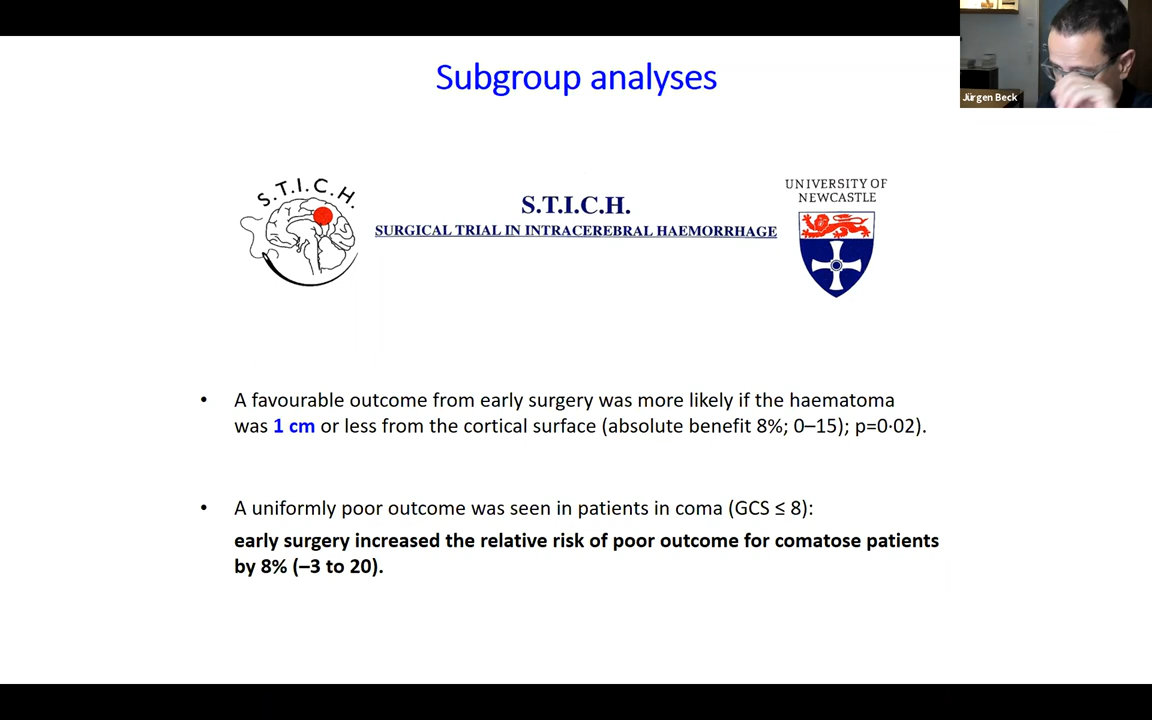 Subgroup analyses
Jürgen Beck
S.T.I.C.H.
S.T.I.C.H.
SURGICAL TRIAL IN INTRACEREBRAL HAEMORRHAGE
UNIVERSITY OF
NEWCASTLE
• A favourable outcome from early surgery was more likely if the haematoma
was 1 cm or less from the cortical surface (absolute benefit 8%; 0–15); p=0·02).
• A uniformly poor outcome was seen in patients in coma (GCS ≤ 8):
early surgery increased the relative risk of poor outcome for comatose patients
by 8% (–3 to 20).